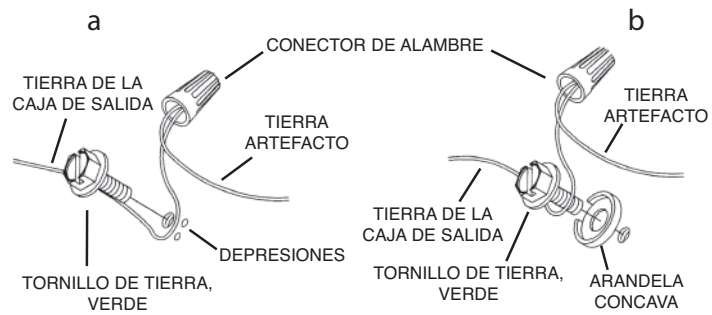 a
b
CONECTOR DE ALAMBRE
TIERRA DE LA
CAJA DE SALIDA
TIERRA
ARTEFACTO
DEPRESIONES
TORNILLO DE TIERRA,
VERDE
TIERRA
ARTEFACTO
TIERRA DE LA
CAJA DE SALIDA
TORNILLO DE TIERRA,
VERDE
ARANDELA
CONCAVA